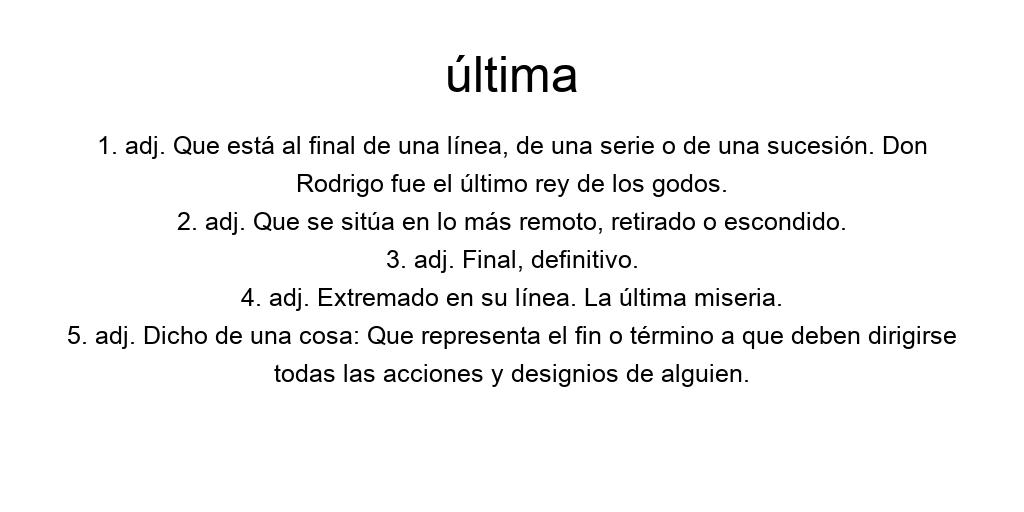 última
1. adj. Que está al final de una línea, de una serie o de una sucesión. Don
Rodrigo fue el último rey de los godos.
2. adj. Que se sitúa en lo más remoto, retirado o escondido.
3. adj. Final, definitivo.
4. adj. Extremado en su línea. La última miseria.
5. adj. Dicho de una cosa: Que representa el fin o término a que deben dirigirse
todas las acciones y designios de alguien.